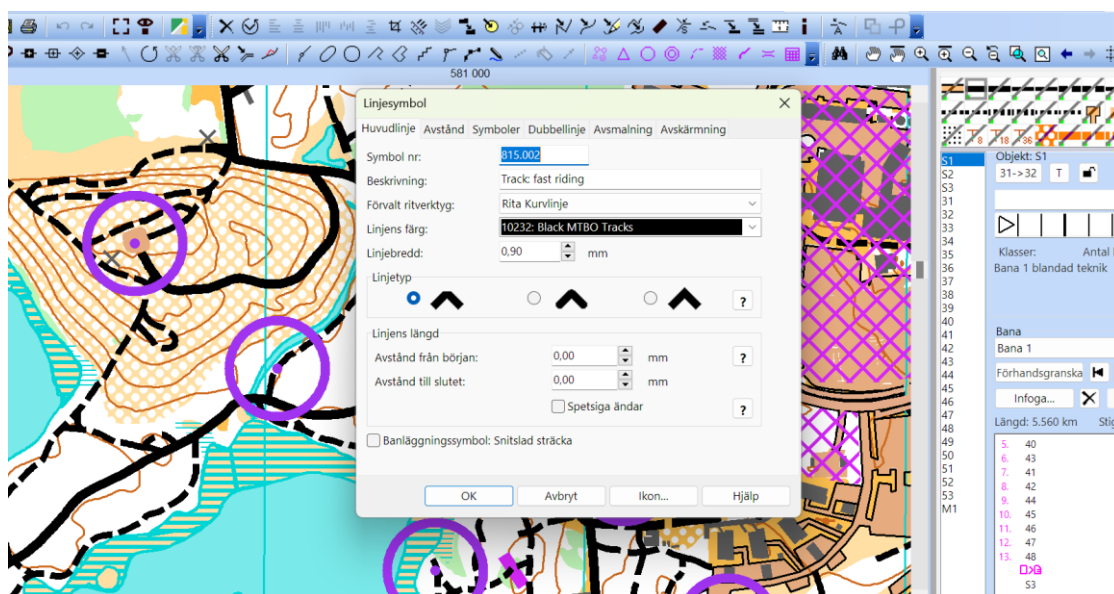 581 000
Linjesymbol
Huvudlinje Avstånd Symboler Dubbellinje Avsmalning Avskärmning
Symbol nr: 815.002
Beskrivning: Track: fast riding
Förvalt ritverktyg: Rita Kurvlinje
Linjens färg: 10232: Black MTBO Tracks
Linjebredd: 0,90 mm
Linjetyp
?
Linjens längd
Avstånd från början: 0,00 mm ?
Avstånd till slutet: 0,00 mm
Spetsiga ändar ?
Banläggningssymbol: Snitslad sträcka
OK Avbryt Ikon... Hjälp
8 18 36
S1
S2
S3
31
32
33
34
35
36
37
38
39
40
41
42
43
44
45
46
47
48
49
50
51
52
53
M1
Objekt: S1
31->32 T
Klasser: Antal
Bana 1 blandad teknik
Bana
Bana 1
Förhandsgranska
Infoga...
Längd: 5.560 km Stig
5. 40
6. 43
7. 41
8. 42
9. 44
10. 45
11. 46
12. 47
13. 48
S3